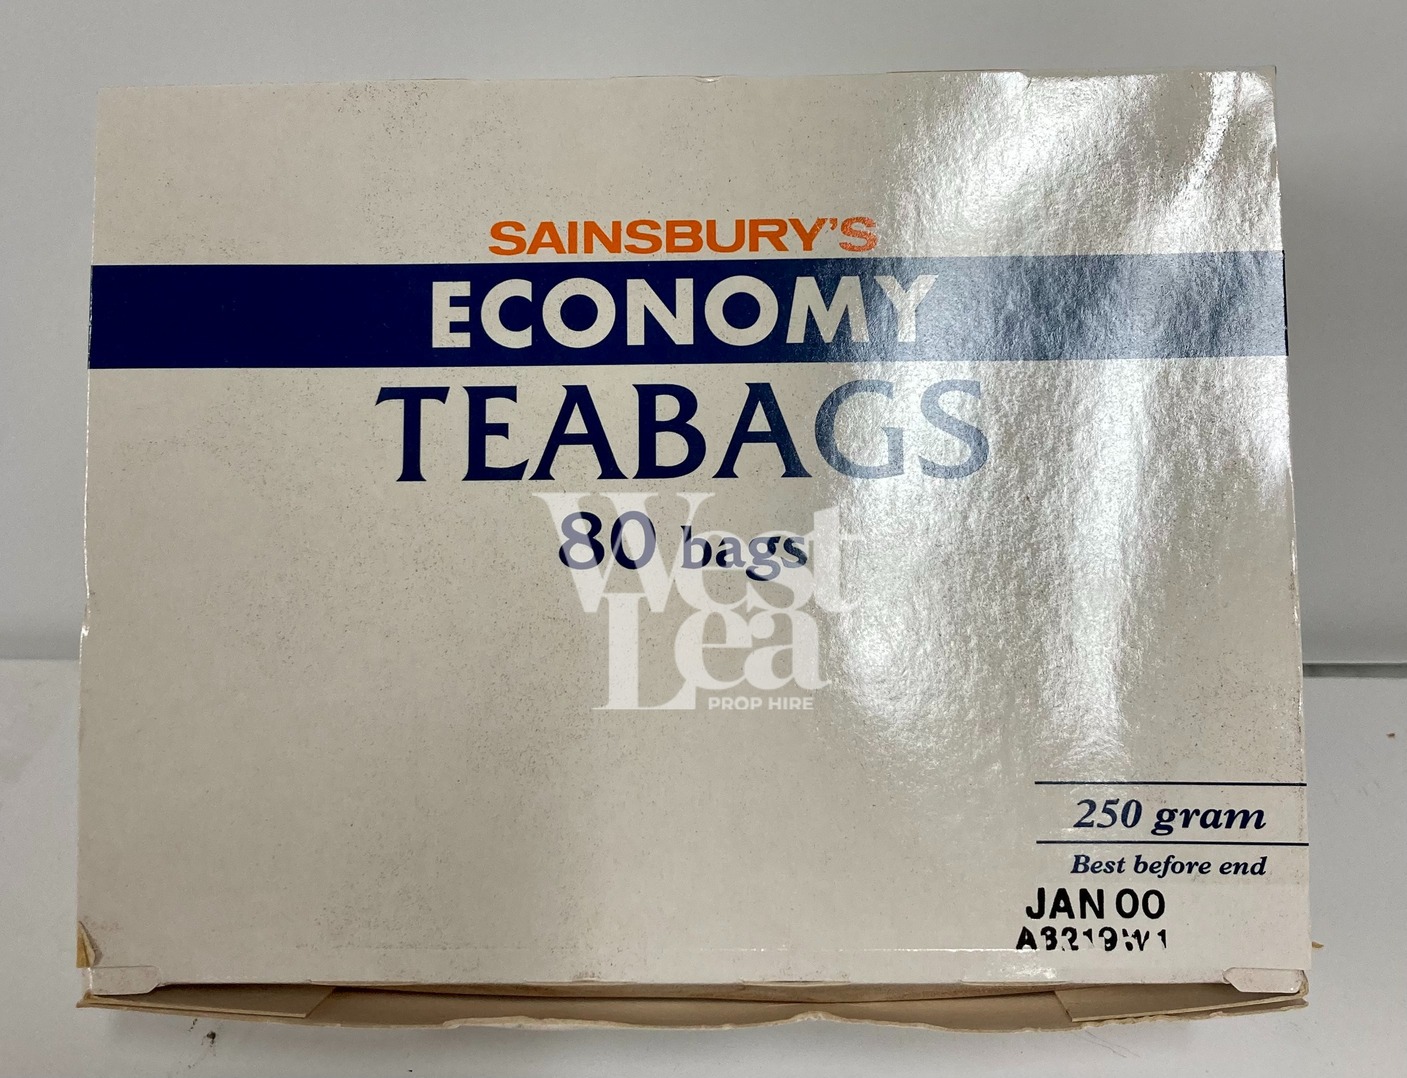 SAINSBURY'S
ECONOMY
TEABAGS
80 bags
West
Lea
PROP HIRE
250 gram
Best before end
JAN 00